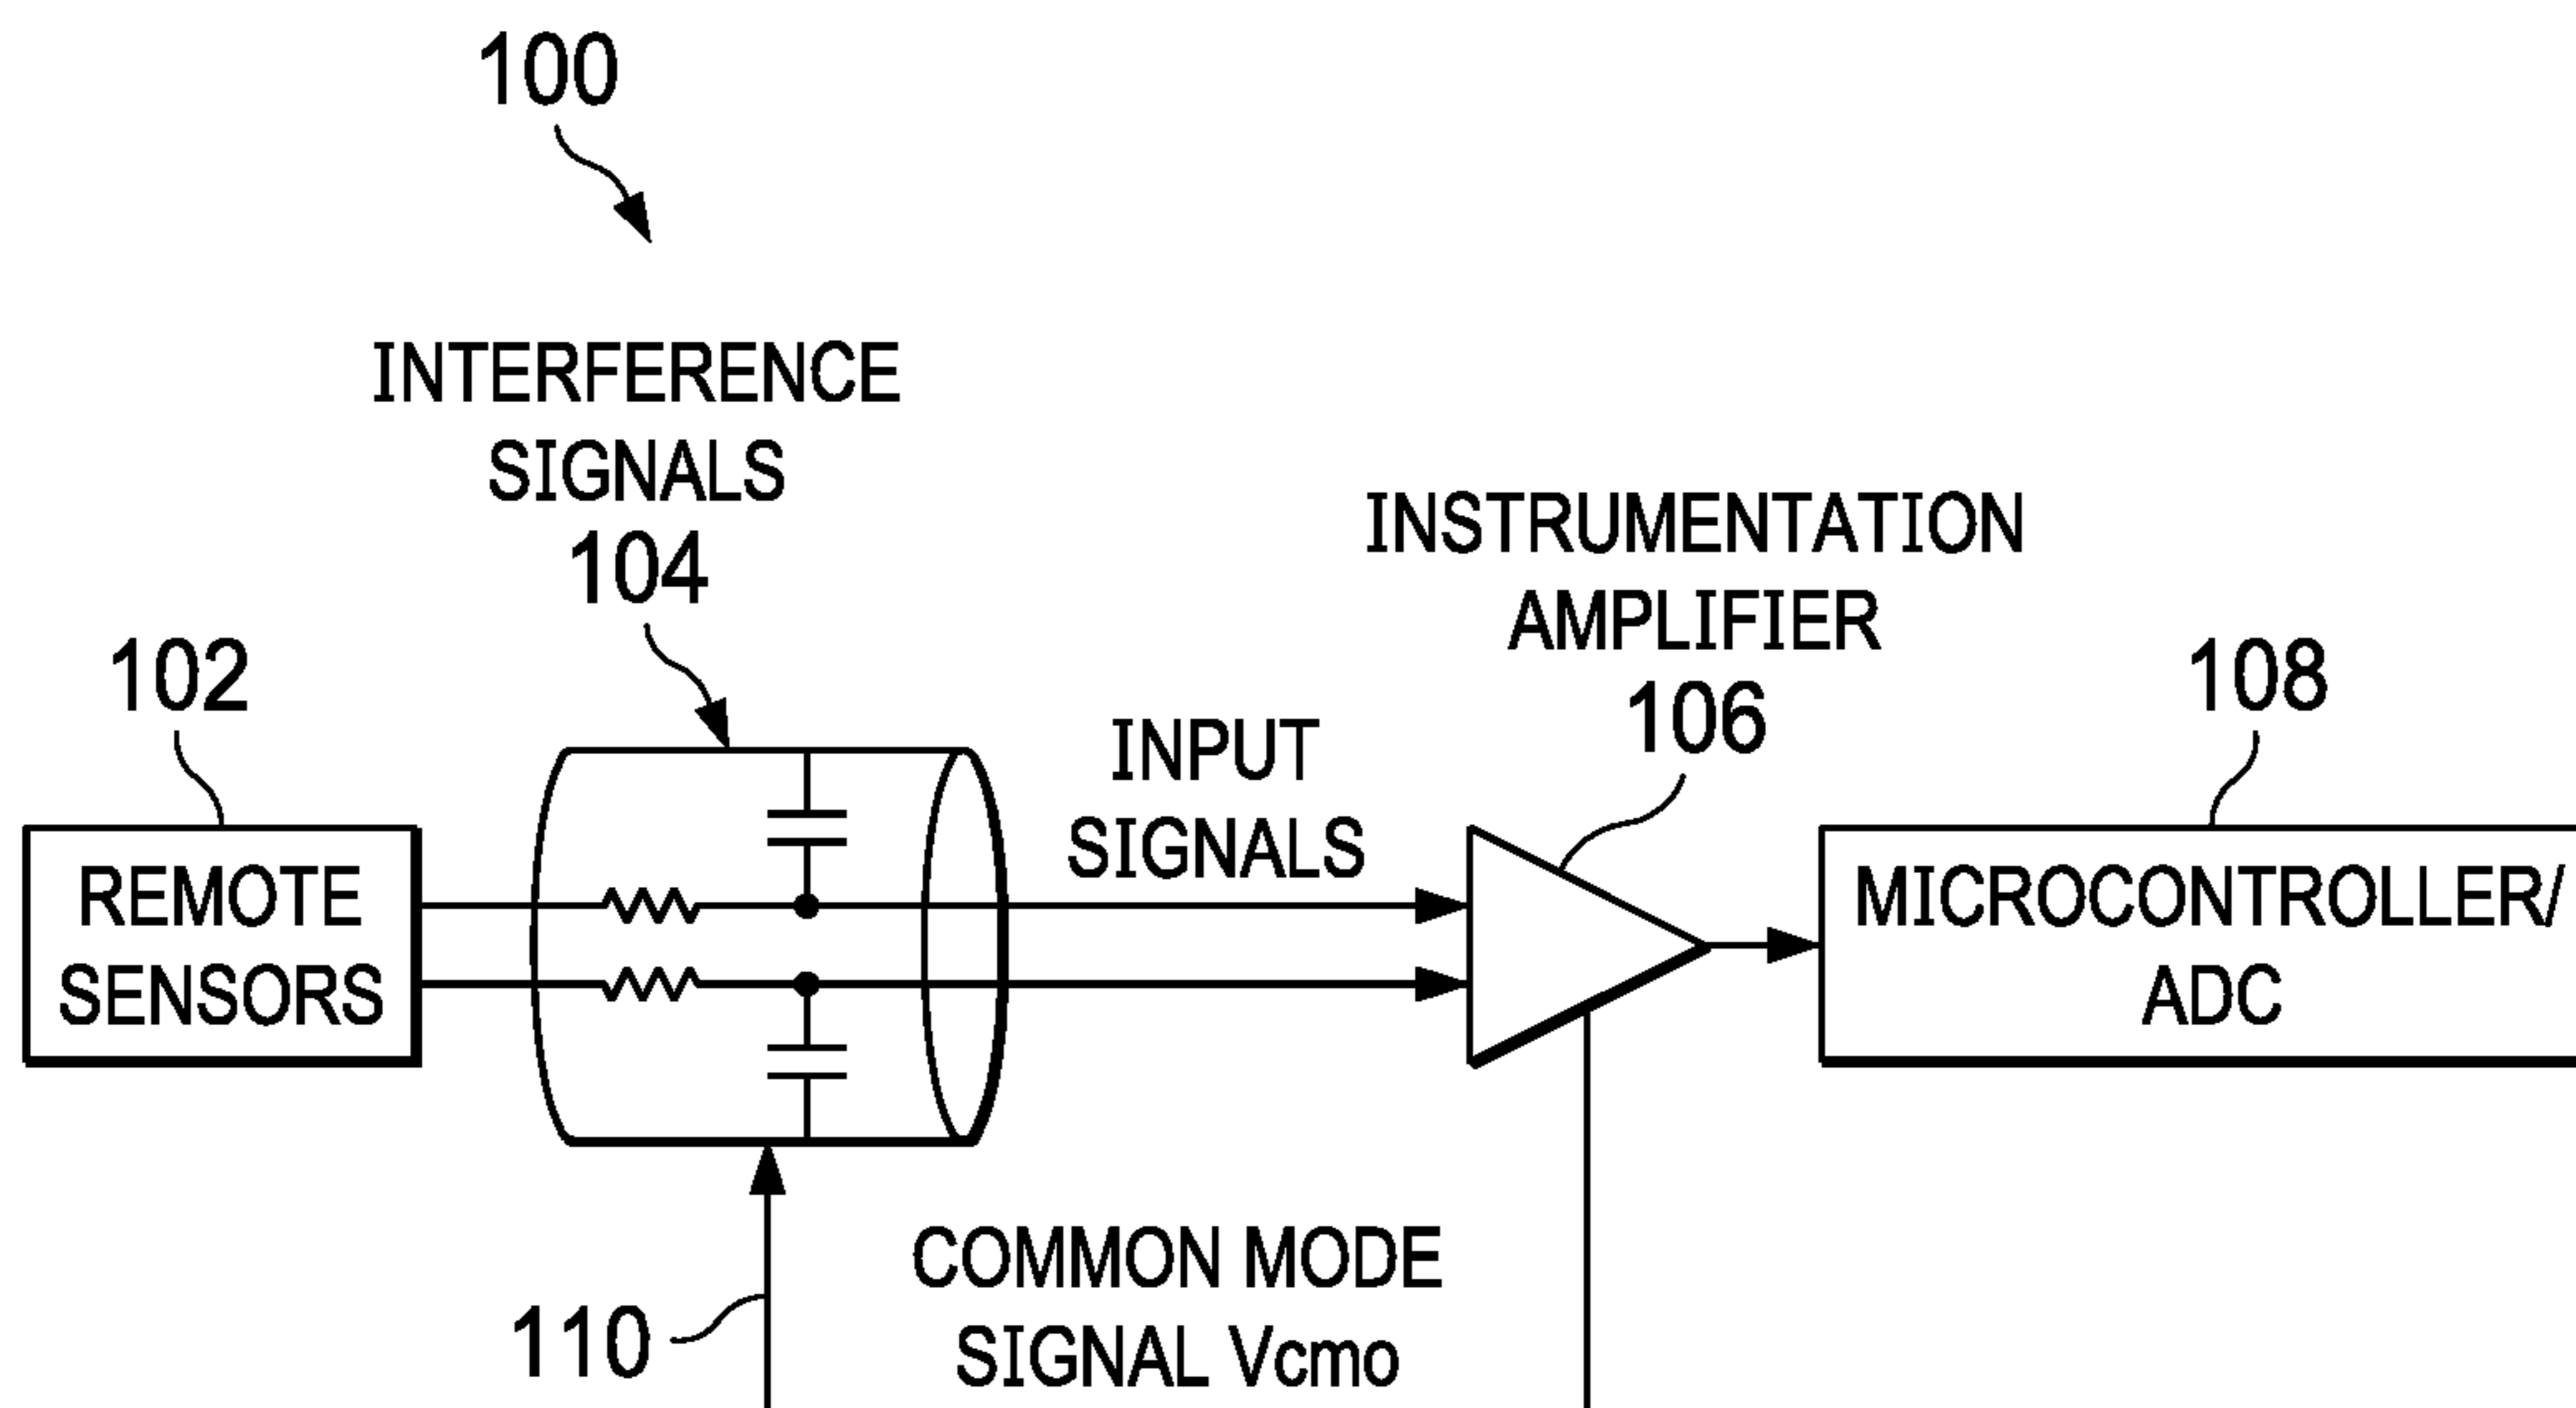 100
INTERFERENCE
SIGNALS
104
INSTRUMENTATION
AMPLIFIER
106
102
108
INPUT
SIGNALS
REMOTE
SENSORS
MICROCONTROLLER/
ADC
COMMON MODE
SIGNAL Vcmo
110